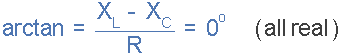 arctan = (X_L - X_C) / R = 0° (all real)